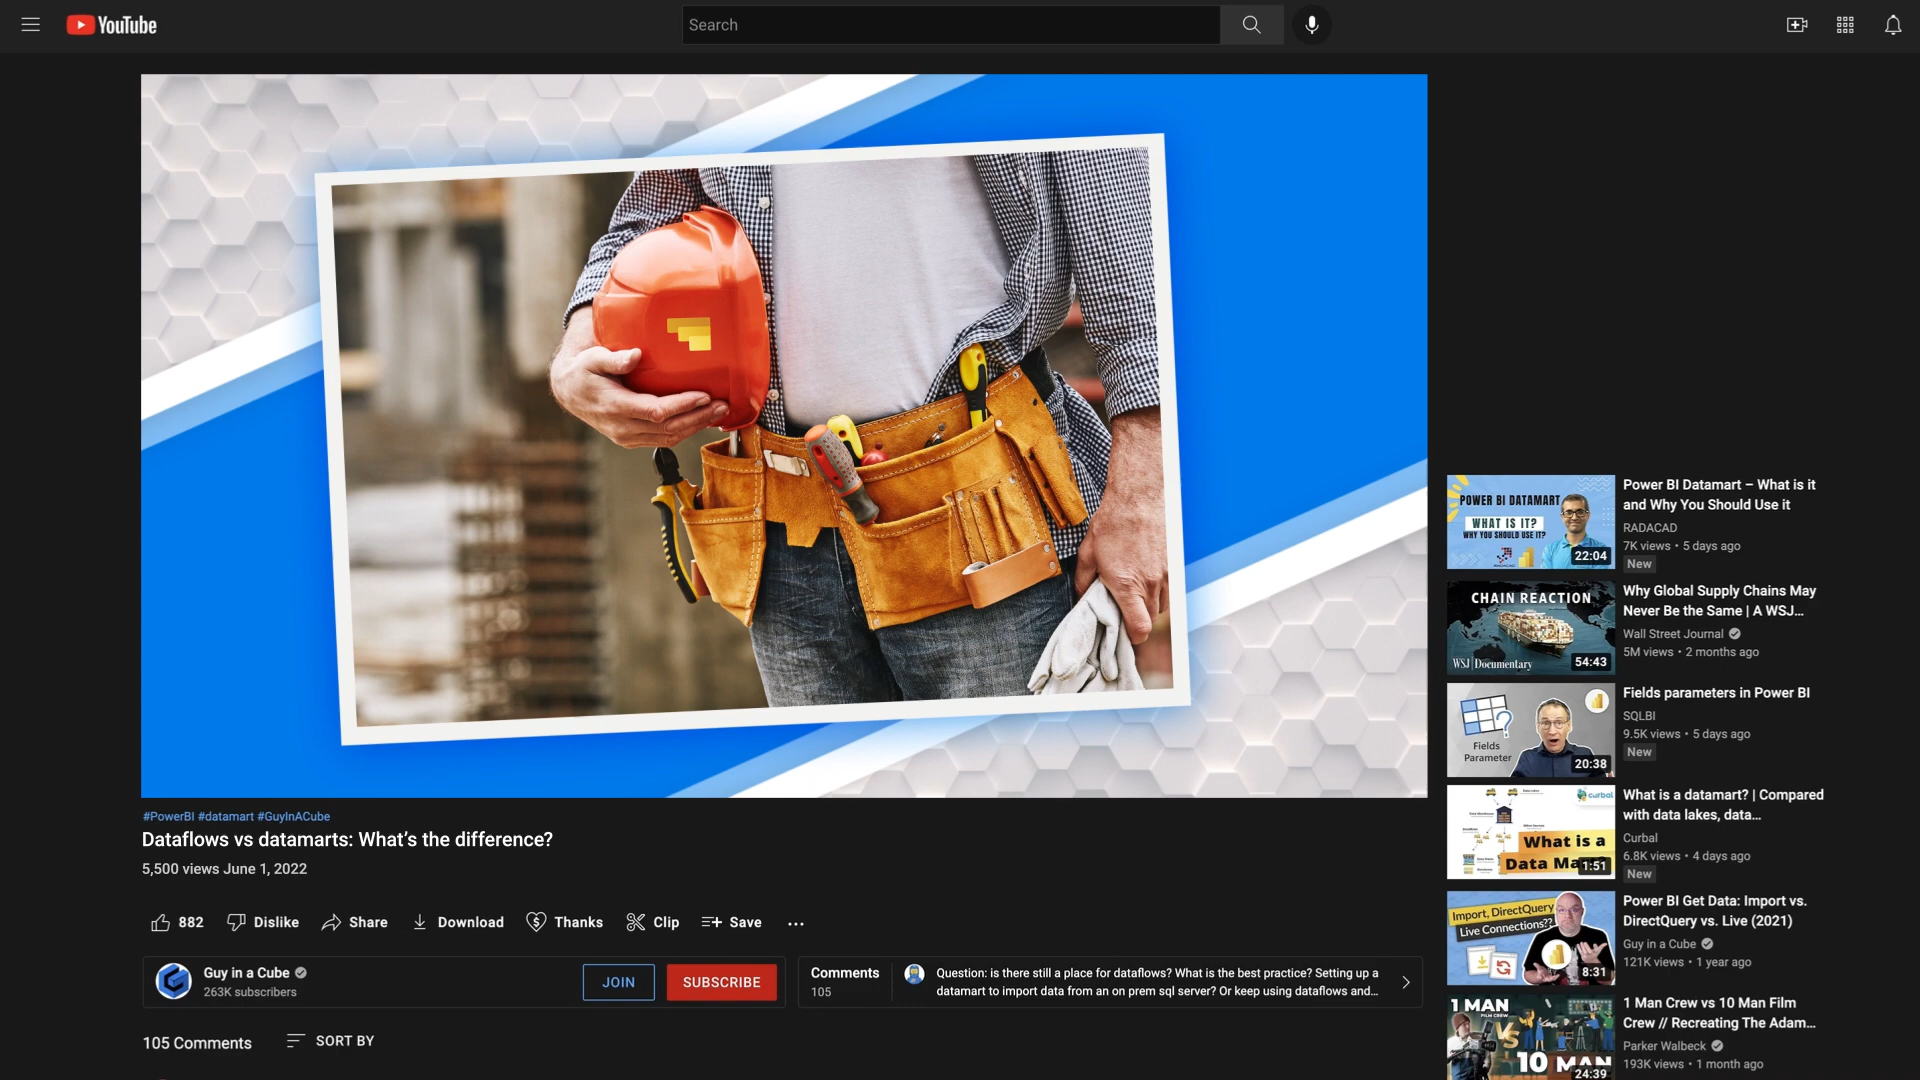 YouTube
Search
#PowerBI #datamart #GuyInACube
Dataflows vs datamarts: What’s the difference?
5,500 views June 1, 2022
882
Dislike
Share
Download
Thanks
Clip
Save
Guy in a Cube
263K subscribers
JOIN
SUBSCRIBE
Comments
105
Question: is there still a place for dataflows? What is the best practice? Setting up a
datamart to import data from an on prem sql server? Or keep using dataflows and...
105 Comments
SORT BY
POWER BI DATAMART
WHAT IS IT?
WHY YOU SHOULD USE IT?
RADACAD
22:04
Power BI Datamart – What is it
and Why You Should Use it
RADACAD
7K views • 5 days ago
New
CHAIN REACTION
WSJ Documentary
54:43
Why Global Supply Chains May
Never Be the Same | A WSJ...
Wall Street Journal
5M views • 2 months ago
Fields
Parameter
20:38
Fields parameters in Power BI
SQLBI
9.5K views • 5 days ago
New
curbal
What is a
Data Ma
1:51
What is a datamart? | Compared
with data lakes, data...
Curbal
6.8K views • 4 days ago
New
Import, DirectQuery
Live Connections??
8:31
Power BI Get Data: Import vs.
DirectQuery vs. Live (2021)
Guy in a Cube
121K views • 1 year ago
1 MAN
FILM CREW
VS
10 MAN
24:39
1 Man Crew vs 10 Man Film
Crew // Recreating The Adam...
Parker Walbeck
193K views • 1 month ago